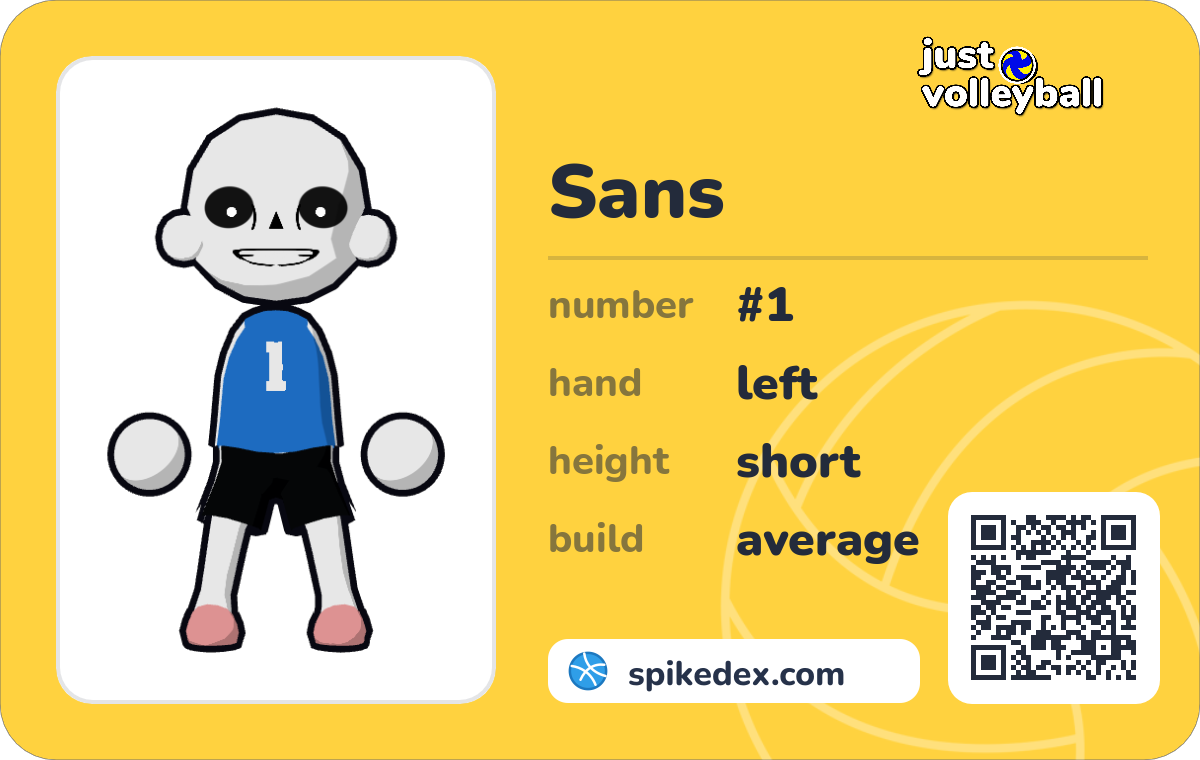 just
volleyball
Sans
number #1
hand left
height short
build average
1
spikedex.com